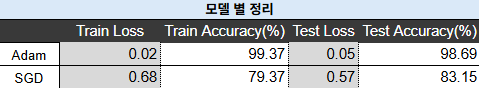 모델 별 정리
Train Loss Train Accuracy(%) Test Loss Test Accuracy(%)
Adam 0.02 99.37 0.05 98.69
SGD 0.68 79.37 0.57 83.15